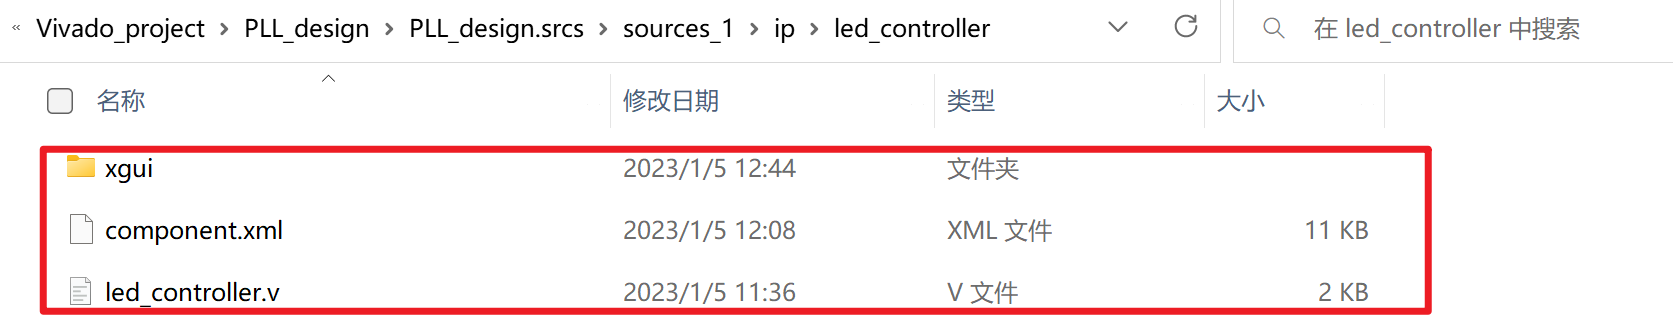 « Vivado_project > PLL_design > PLL_design.srcs > sources_1 > ip > led_controller 在 led_controller 中搜索
名称 修改日期 类型 大小
xgui 2023/1/5 12:44 文件夹
component.xml 2023/1/5 12:08 XML 文件 11 KB
led_controller.v 2023/1/5 11:36 V 文件 2 KB